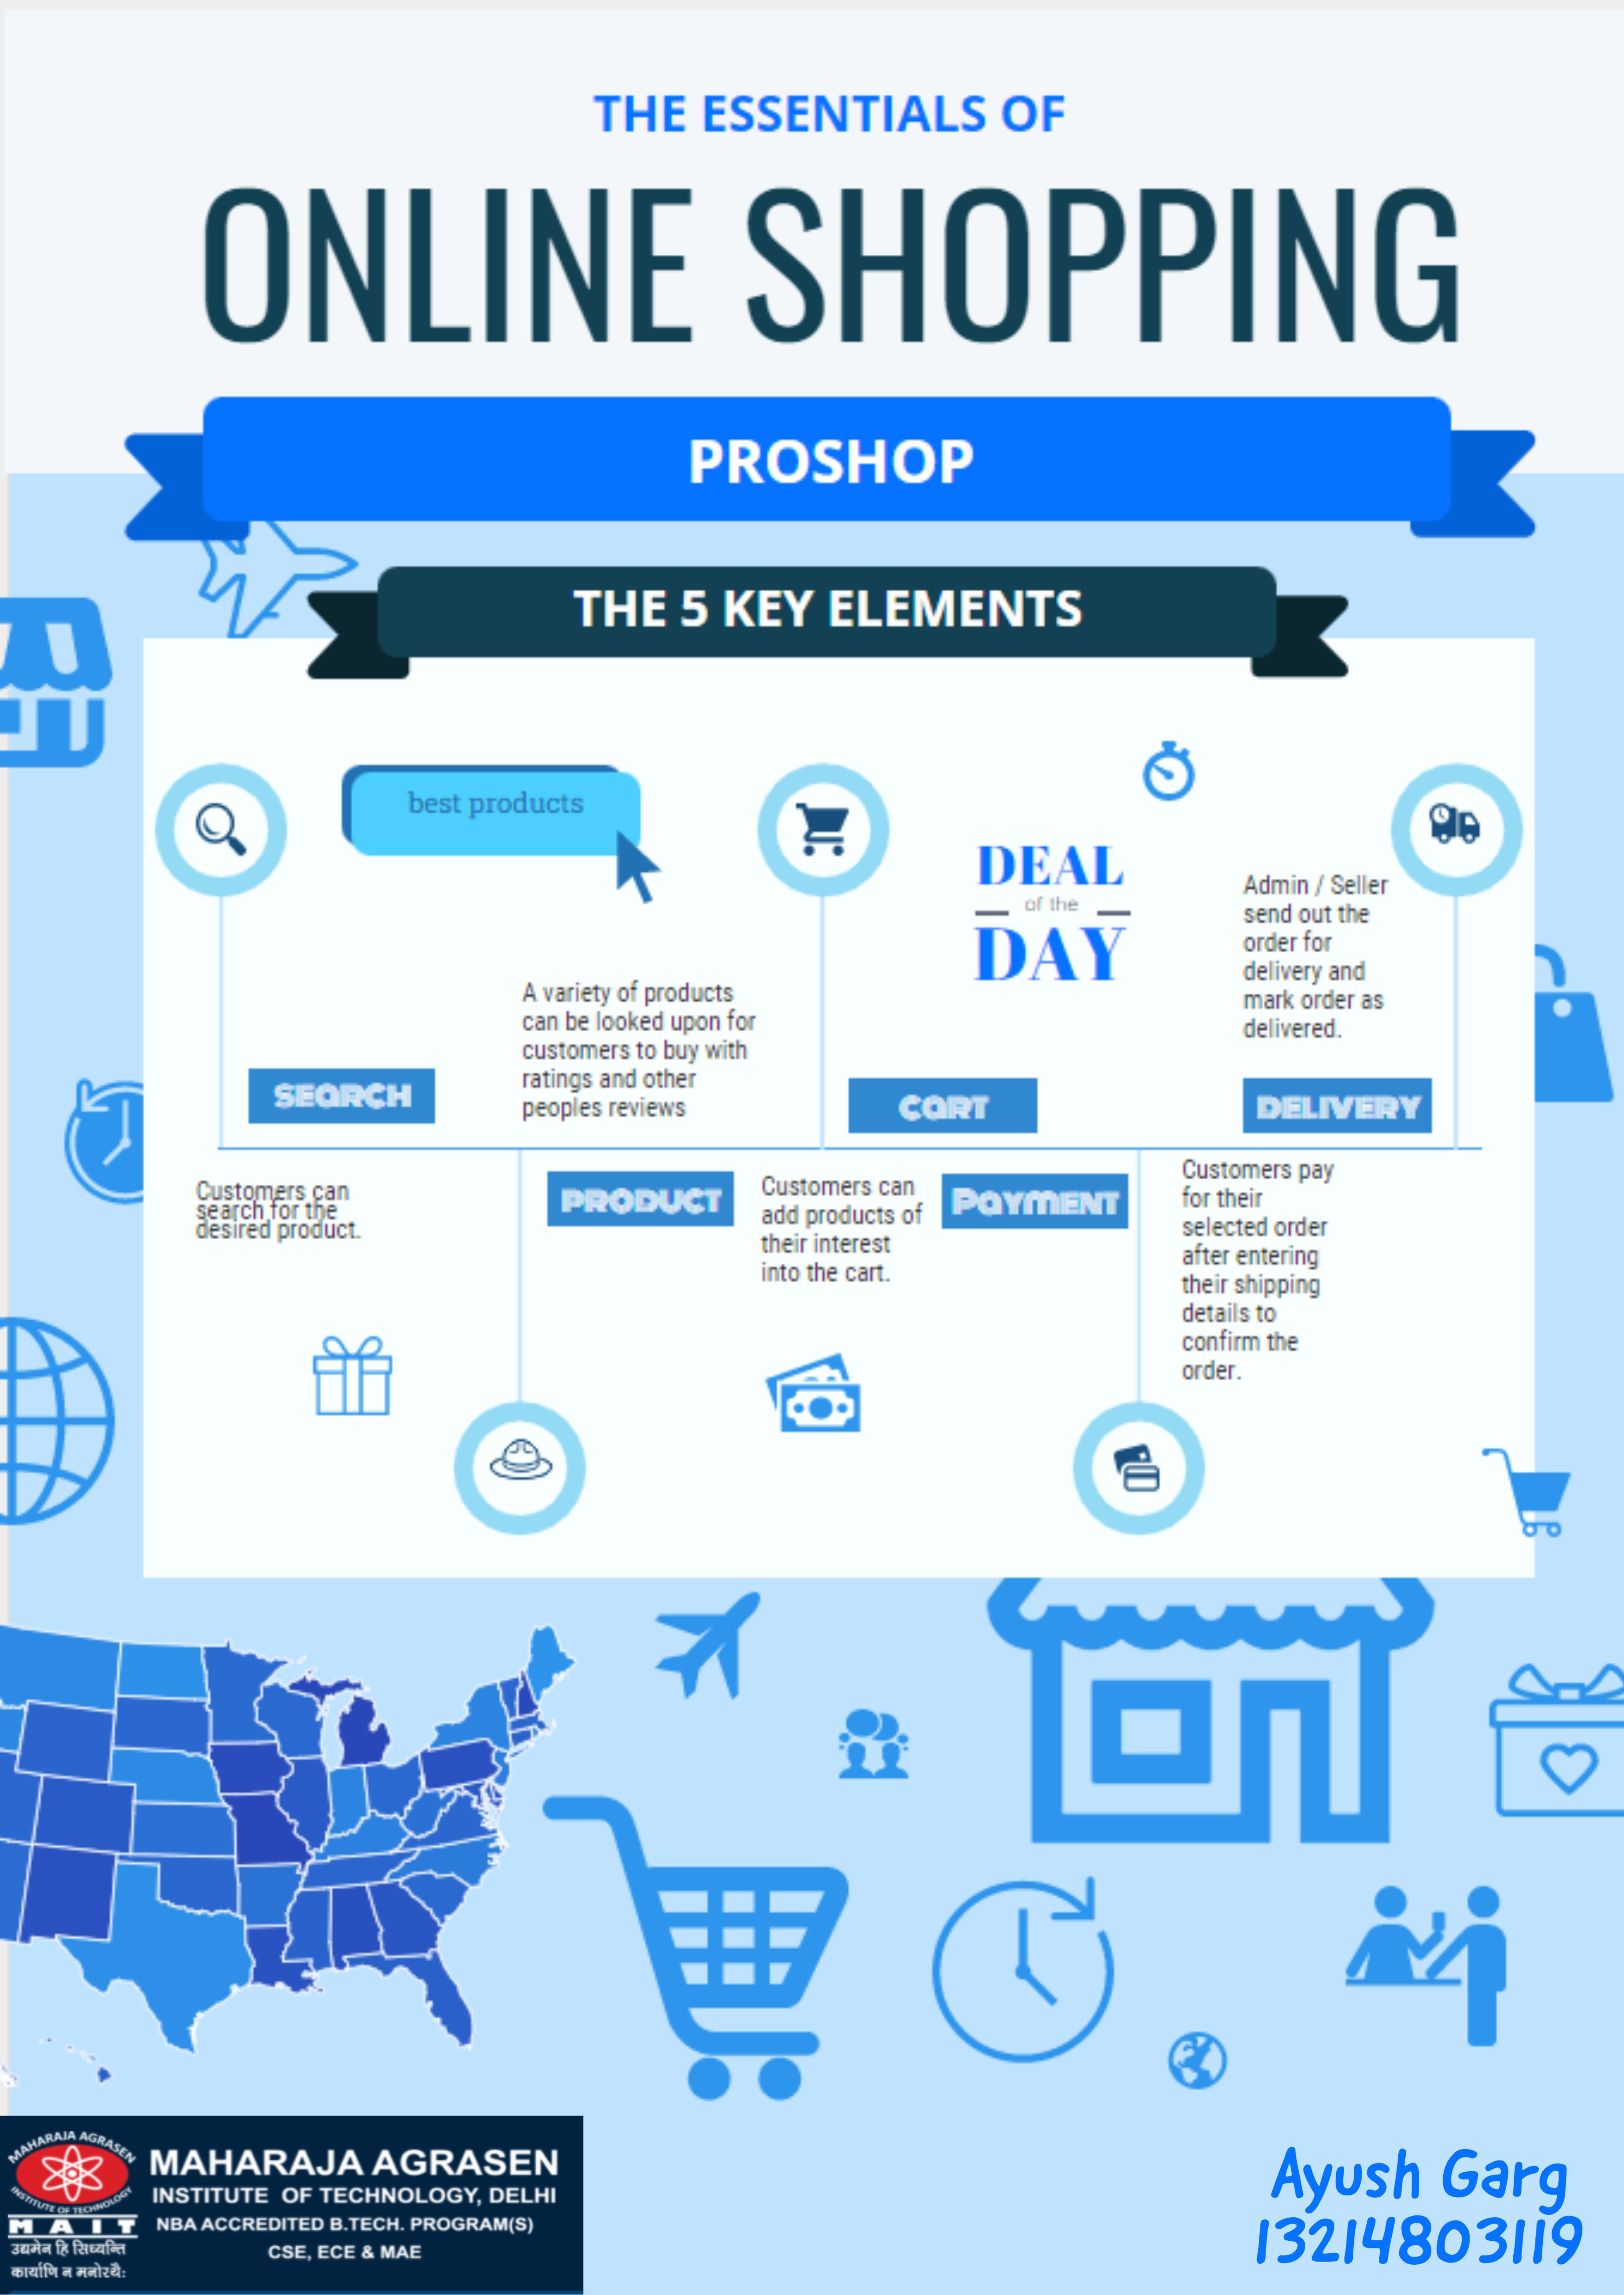 THE ESSENTIALS OF
ONLINE SHOPPING
PROSHOP
THE 5 KEY ELEMENTS
best products
DEAL
of the
DAY
Admin / Seller
send out the
order for
delivery and
mark order as
delivered.
A variety of products
can be looked upon for
customers to buy with
ratings and other
peoples reviews
SEARCH
CART
DELIVERY
Customers can
search for the
desired product.
PRODUCT
Customers can
add products of
their interest
into the cart.
PAYMENT
Customers pay
for their
selected order
after entering
their shipping
details to
confirm the
order.
MAHARAJA AGRASEN
INSTITUTE OF TECHNOLOGY
MAIT
उद्यमेन हि सिध्यन्ति
कार्याणि न मनोरथैः
MAHARAJA AGRASEN
INSTITUTE OF TECHNOLOGY, DELHI
NBA ACCREDITED B.TECH. PROGRAM(S)
CSE, ECE & MAE
Ayush Garg
13214803119